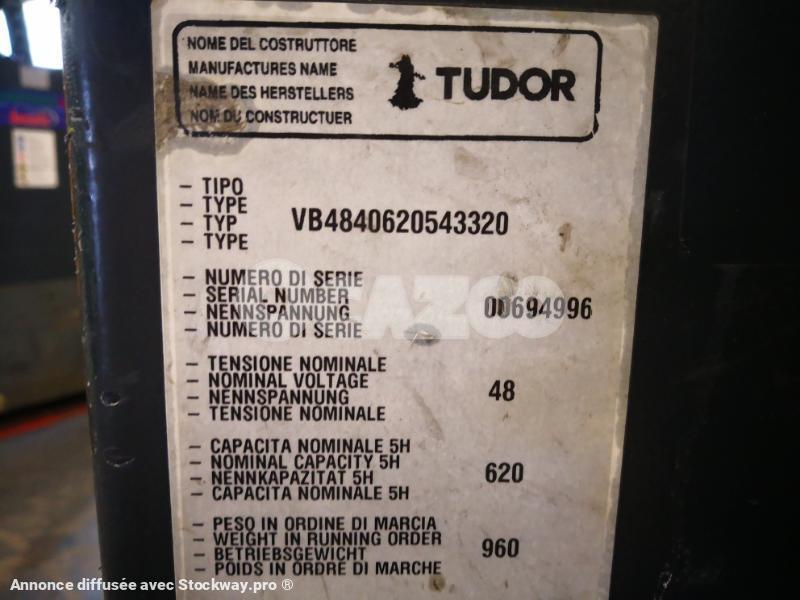 NOME DEL COSTRUTTORE
MANUFACTURES NAME
NAME DES HERSTELLERS
NOM DU CONSTRUCTUER
TUDOR
- TIPO
- TYPE
- TYP
- TYPE
VB4840620543320
- NUMERO DI SERIE
- SERIAL NUMBER
- NENNSPANNUNG
- NUMERO DI SERIE
00694996
- TENSIONE NOMINALE
- NOMINAL VOLTAGE
- NENNSPANNUNG
- TENSIONE NOMINALE
48
- CAPACITA NOMINALE 5H
- NOMINAL CAPACITY 5H
- NENNKAPAZITAT 5H
- CAPACITA NOMINALE 5H
620
- PESO IN ORDINE DI MARCIA
- WEIGHT IN RUNNING ORDER
- BETRIEBSGEWICHT
- POIDS IN ORDRE DI MARCHE
960
Annonce diffusée avec Stockway.pro ®